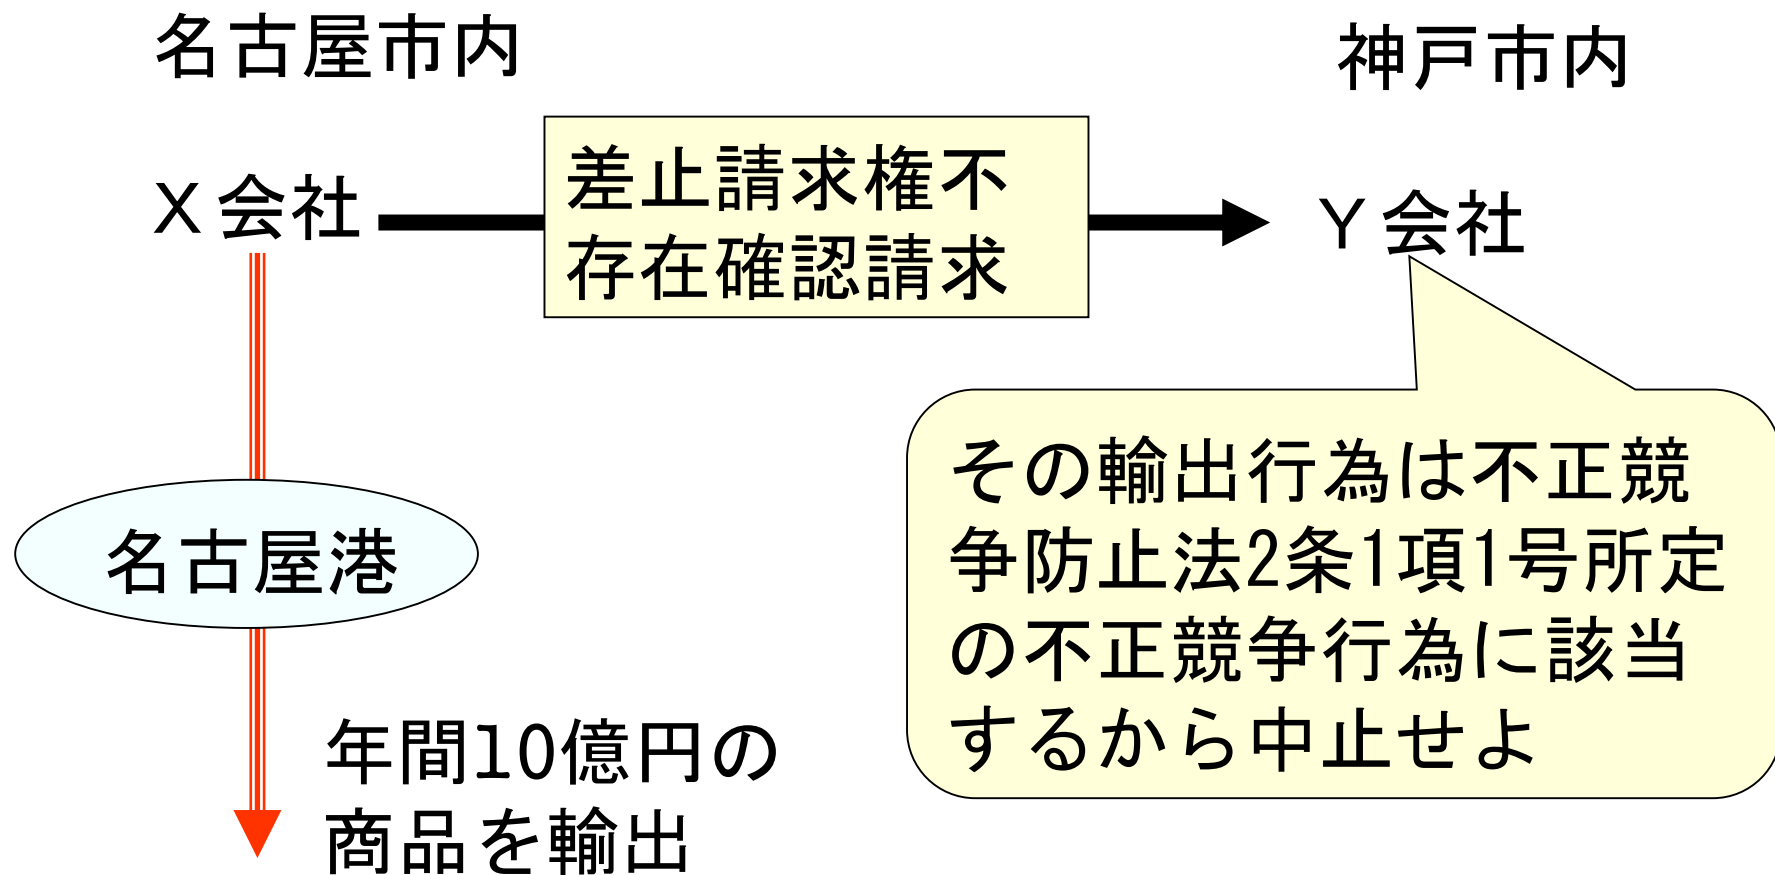 名古屋市内
神戸市内
X会社
差止請求権不
存在確認請求
Y会社
その輸出行為は不正競
争防止法2条1項1号所定
の不正競争行為に該当
するから中止せよ
名古屋港
年間10億円の
商品を輸出